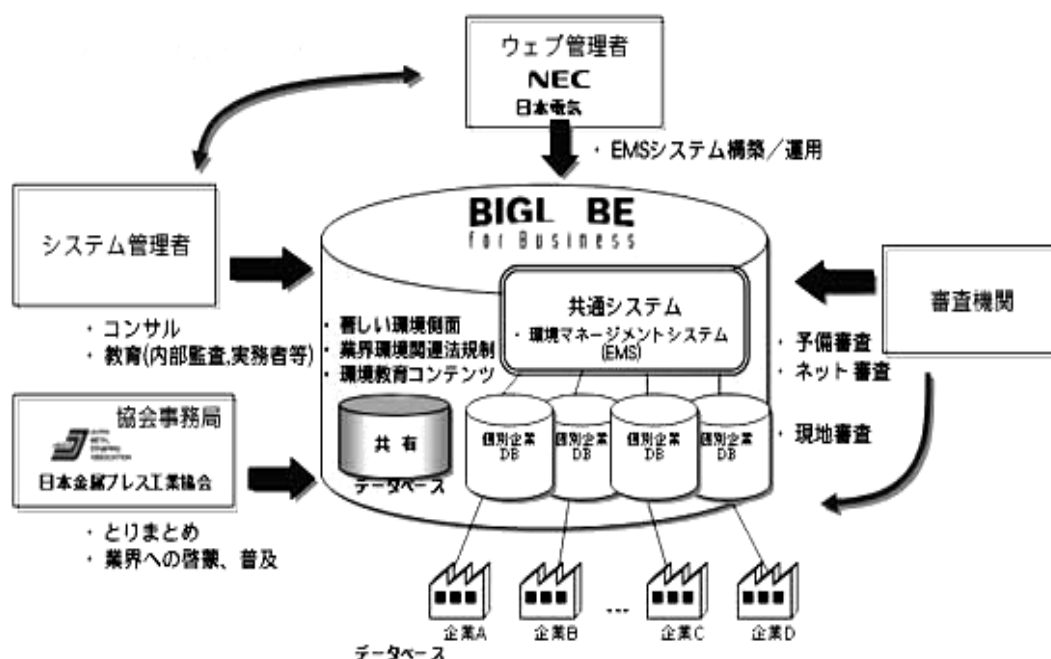 ウェブ管理者
NEC
日本電気
・ EMSシステム構築／運用
BIGL BE
for Business
システム管理者
・ コンサル
・ 教育(内部監査,実務者等)
共通システム
・ 環境マネージメントシステム
(EMS)
・ 著しい環境側面
・ 業界環境関連法規制
・ 環境教育コンテンツ
審査機関
・ 予備審査
・ ネット審査
・ 現地審査
協会事務局
日本金属プレス工業協会
・ とりまとめ
・ 業界への啓蒙、普及
共有
データベース
個別企業
DB
個別企業
DB
個別企業
DB
個別企業
DB
...
企業A
企業B
企業C
企業D
データベース